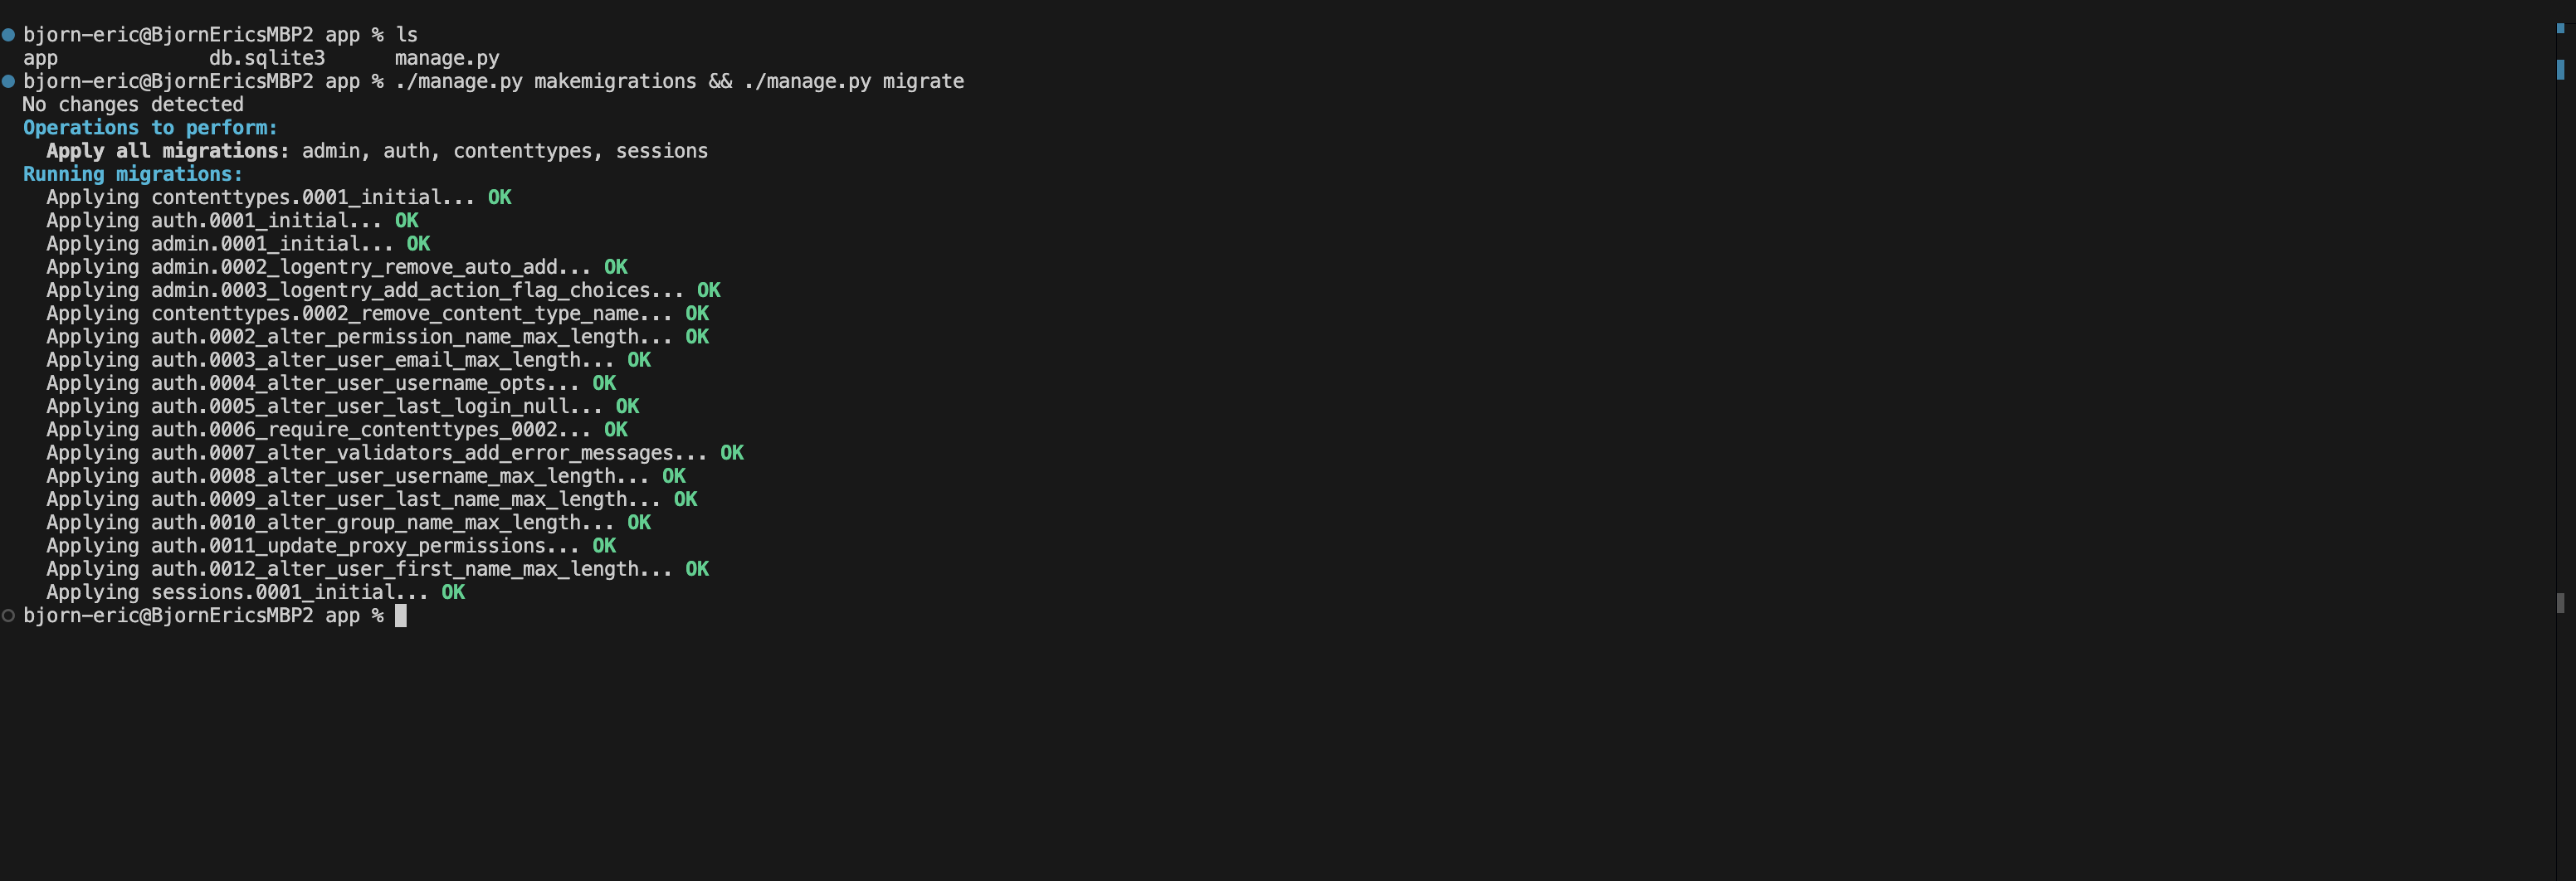 bjorn-eric@BjornEricsMBP2 app % ls
app             db.sqlite3      manage.py
bjorn-eric@BjornEricsMBP2 app % ./manage.py makemigrations && ./manage.py migrate
No changes detected
Operations to perform:
  Apply all migrations: admin, auth, contenttypes, sessions
Running migrations:
  Applying contenttypes.0001_initial... OK
  Applying auth.0001_initial... OK
  Applying admin.0001_initial... OK
  Applying admin.0002_logentry_remove_auto_add... OK
  Applying admin.0003_logentry_add_action_flag_choices... OK
  Applying contenttypes.0002_remove_content_type_name... OK
  Applying auth.0002_alter_permission_name_max_length... OK
  Applying auth.0003_alter_user_email_max_length... OK
  Applying auth.0004_alter_user_username_opts... OK
  Applying auth.0005_alter_user_last_login_null... OK
  Applying auth.0006_require_contenttypes_0002... OK
  Applying auth.0007_alter_validators_add_error_messages... OK
  Applying auth.0008_alter_user_username_max_length... OK
  Applying auth.0009_alter_user_last_name_max_length... OK
  Applying auth.0010_alter_group_name_max_length... OK
  Applying auth.0011_update_proxy_permissions... OK
  Applying auth.0012_alter_user_first_name_max_length... OK
  Applying sessions.0001_initial... OK
bjorn-eric@BjornEricsMBP2 app %